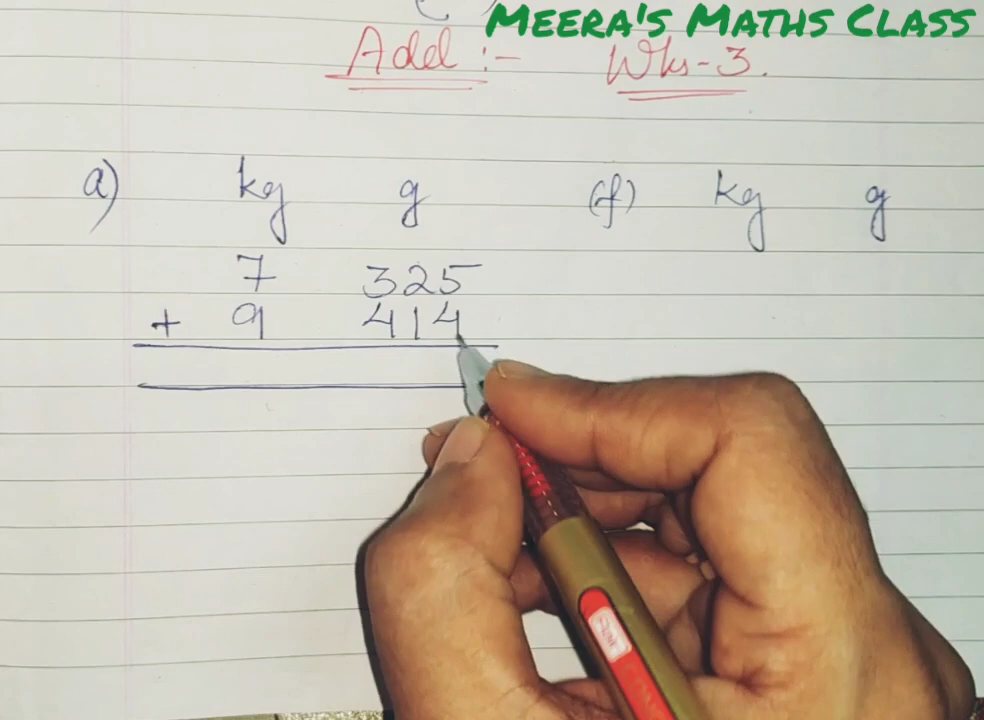 MEERA'S MATHS CLASS
Add :- Wks-3.
a) kg g (f) kg g
7 325
+ 9 414